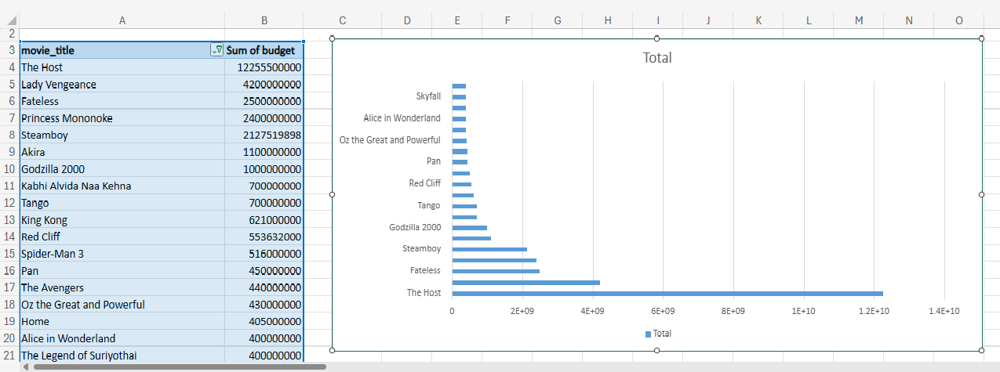 A B C D E F G H I J K L M N O
2
3 movie_title Sum of budget
4 The Host 12255500000
5 Lady Vengeance 4200000000
6 Fateless 2500000000
7 Princess Mononoke 2400000000
8 Steamboy 2127519898
9 Akira 1100000000
10 Godzilla 2000 1000000000
11 Kabhi Alvida Naa Kehna 700000000
12 Tango 700000000
13 King Kong 621000000
14 Red Cliff 553632000
15 Spider-Man 3 516000000
16 Pan 450000000
17 The Avengers 440000000
18 Oz the Great and Powerful 430000000
19 Home 405000000
20 Alice in Wonderland 400000000
21 The Legend of Suriyothai 400000000
Total
Skyfall
Alice in Wonderland
Oz the Great and Powerful
Pan
Red Cliff
Tango
Godzilla 2000
Steamboy
Fateless
The Host
0 2E+09 4E+09 6E+09 8E+09 1E+10 1.2E+10 1.4E+10
Total